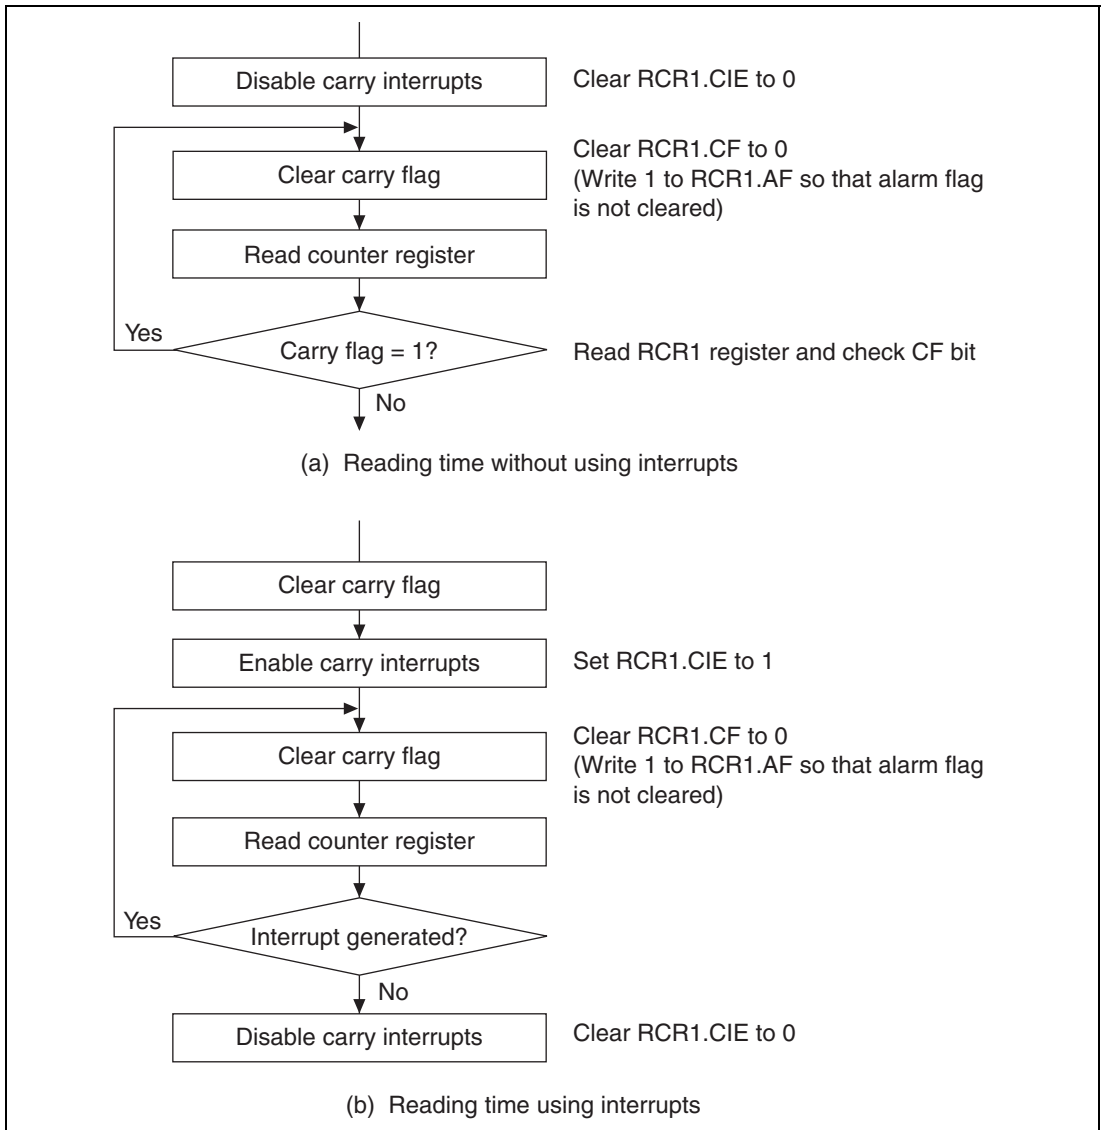 Disable carry interrupts
Clear RCR1.CIE to 0
Clear carry flag
Clear RCR1.CF to 0
(Write 1 to RCR1.AF so that alarm flag
is not cleared)
Read counter register
Yes
Carry flag = 1?
Read RCR1 register and check CF bit
No
(a) Reading time without using interrupts
Clear carry flag
Enable carry interrupts
Set RCR1.CIE to 1
Clear carry flag
Clear RCR1.CF to 0
(Write 1 to RCR1.AF so that alarm flag
is not cleared)
Read counter register
Yes
Interrupt generated?
No
Disable carry interrupts
Clear RCR1.CIE to 0
(b) Reading time using interrupts